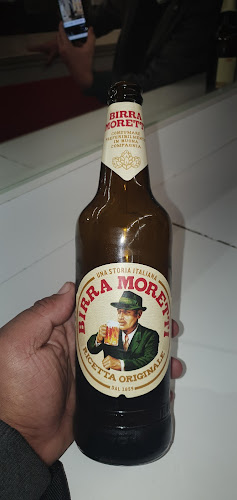 BIRRA
MORETTI
CONSUMARE
PREFERIBILMENTE
IN BUONA
COMPAGNIA
UNA STORIA ITALIANA
BIRRA MORETTI
RICETTA ORIGINALE
DAL 1859